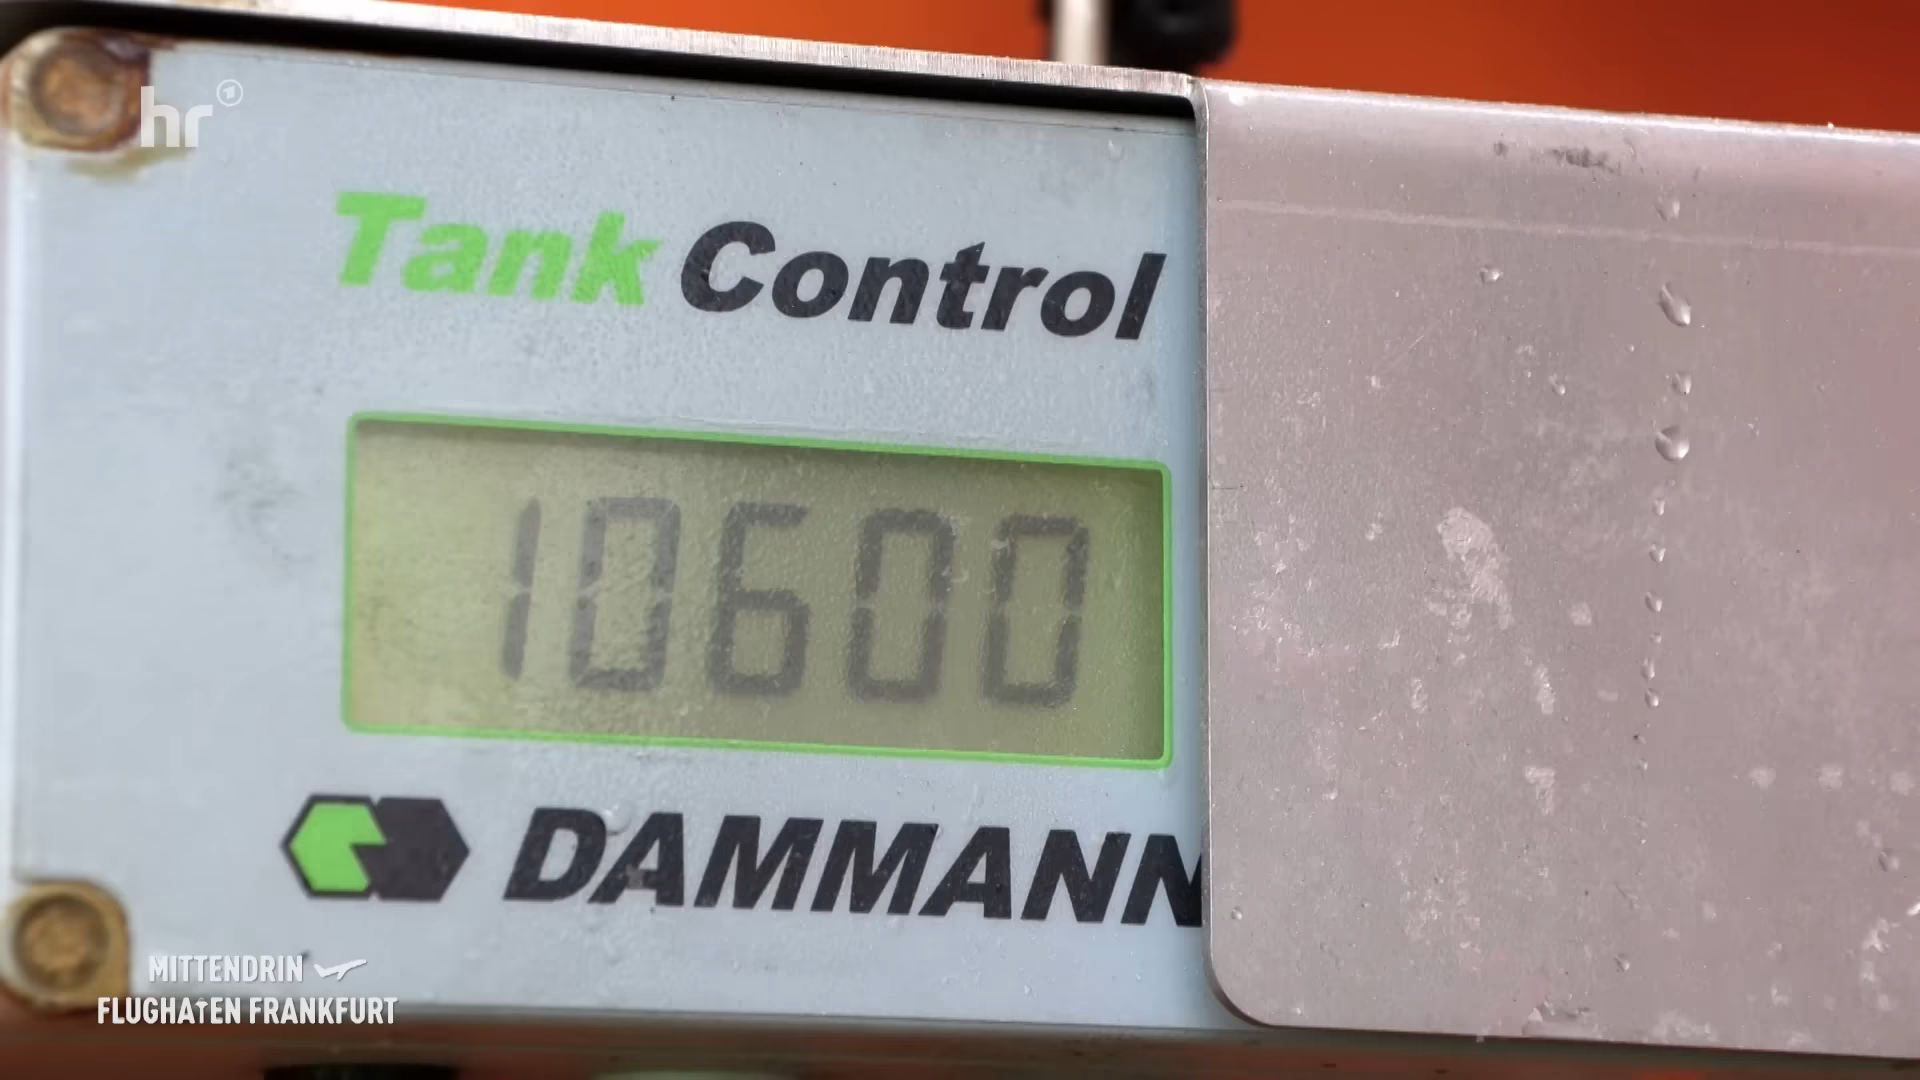 hr
Tank Control
10600
DAMMANN
MITTENDRIN
FLUGHAFEN FRANKFURT